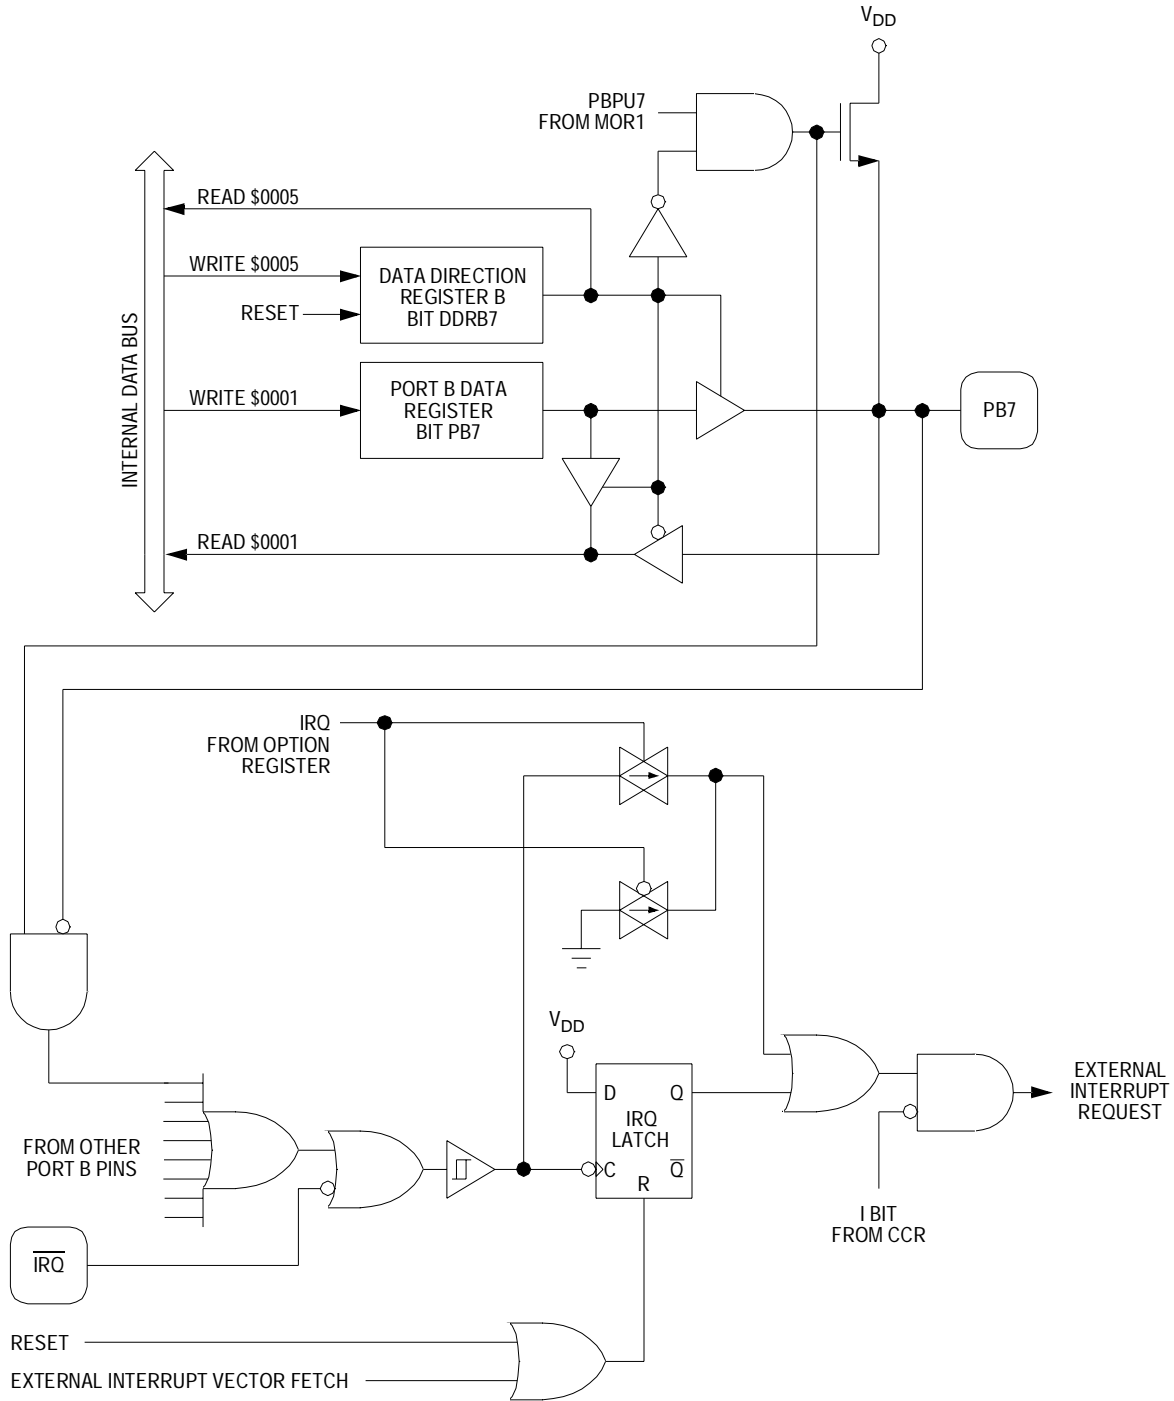 VDD
PBPU7
FROM MOR1
READ $0005
WRITE $0005
DATA DIRECTION
REGISTER B
BIT DDRB7
RESET
INTERNAL DATA BUS
WRITE $0001
PORT B DATA
REGISTER
BIT PB7
PB7
READ $0001
IRQ
FROM OPTION
REGISTER
VDD
D
Q
IRQ
LATCH
C
Q̅
R
EXTERNAL
INTERRUPT
REQUEST
FROM OTHER
PORT B PINS
I BIT
FROM CCR
I̅R̅Q̅
RESET
EXTERNAL INTERRUPT VECTOR FETCH